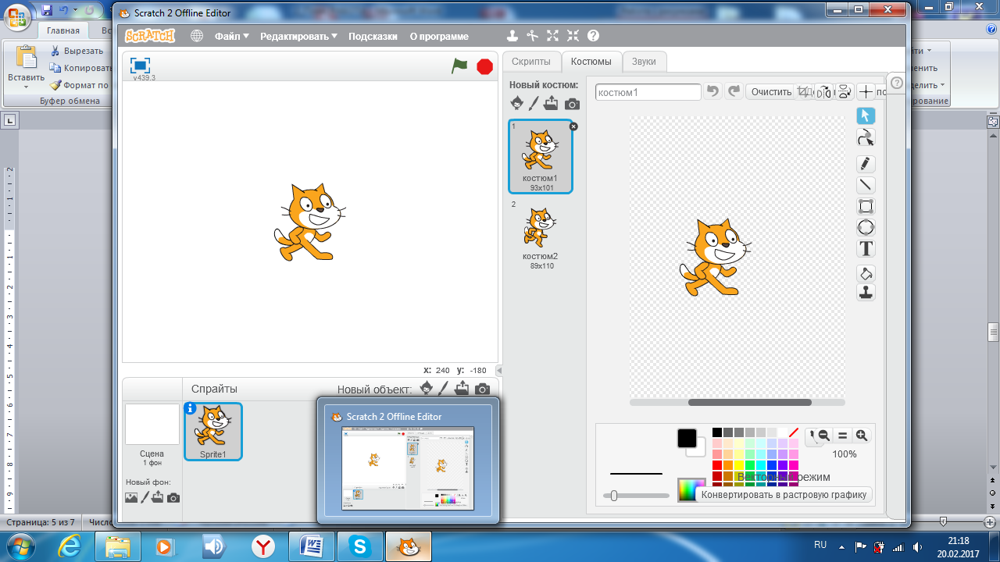 Scratch 2 Offline Editor
Главная
Вс
Вставить
Вырезать
Копировать
Формат по
Буфер обмена
SCRATCH
Файл
Редактировать
Подсказки
О программе
v439.3
Скрипты
Костюмы
Звуки
Новый костюм:
костюм1
Очистить
1
костюм1
93x101
2
костюм2
89x110
T
x: 240 y: -180
Спрайты
Новый объект:
Sprite1
Сцена
1 фон
Новый фон:
Scratch 2 Offline Editor
100%
Векторный режим
Конвертировать в растровую графику
Страница: 5 из 7
RU
21:18
20.02.2017